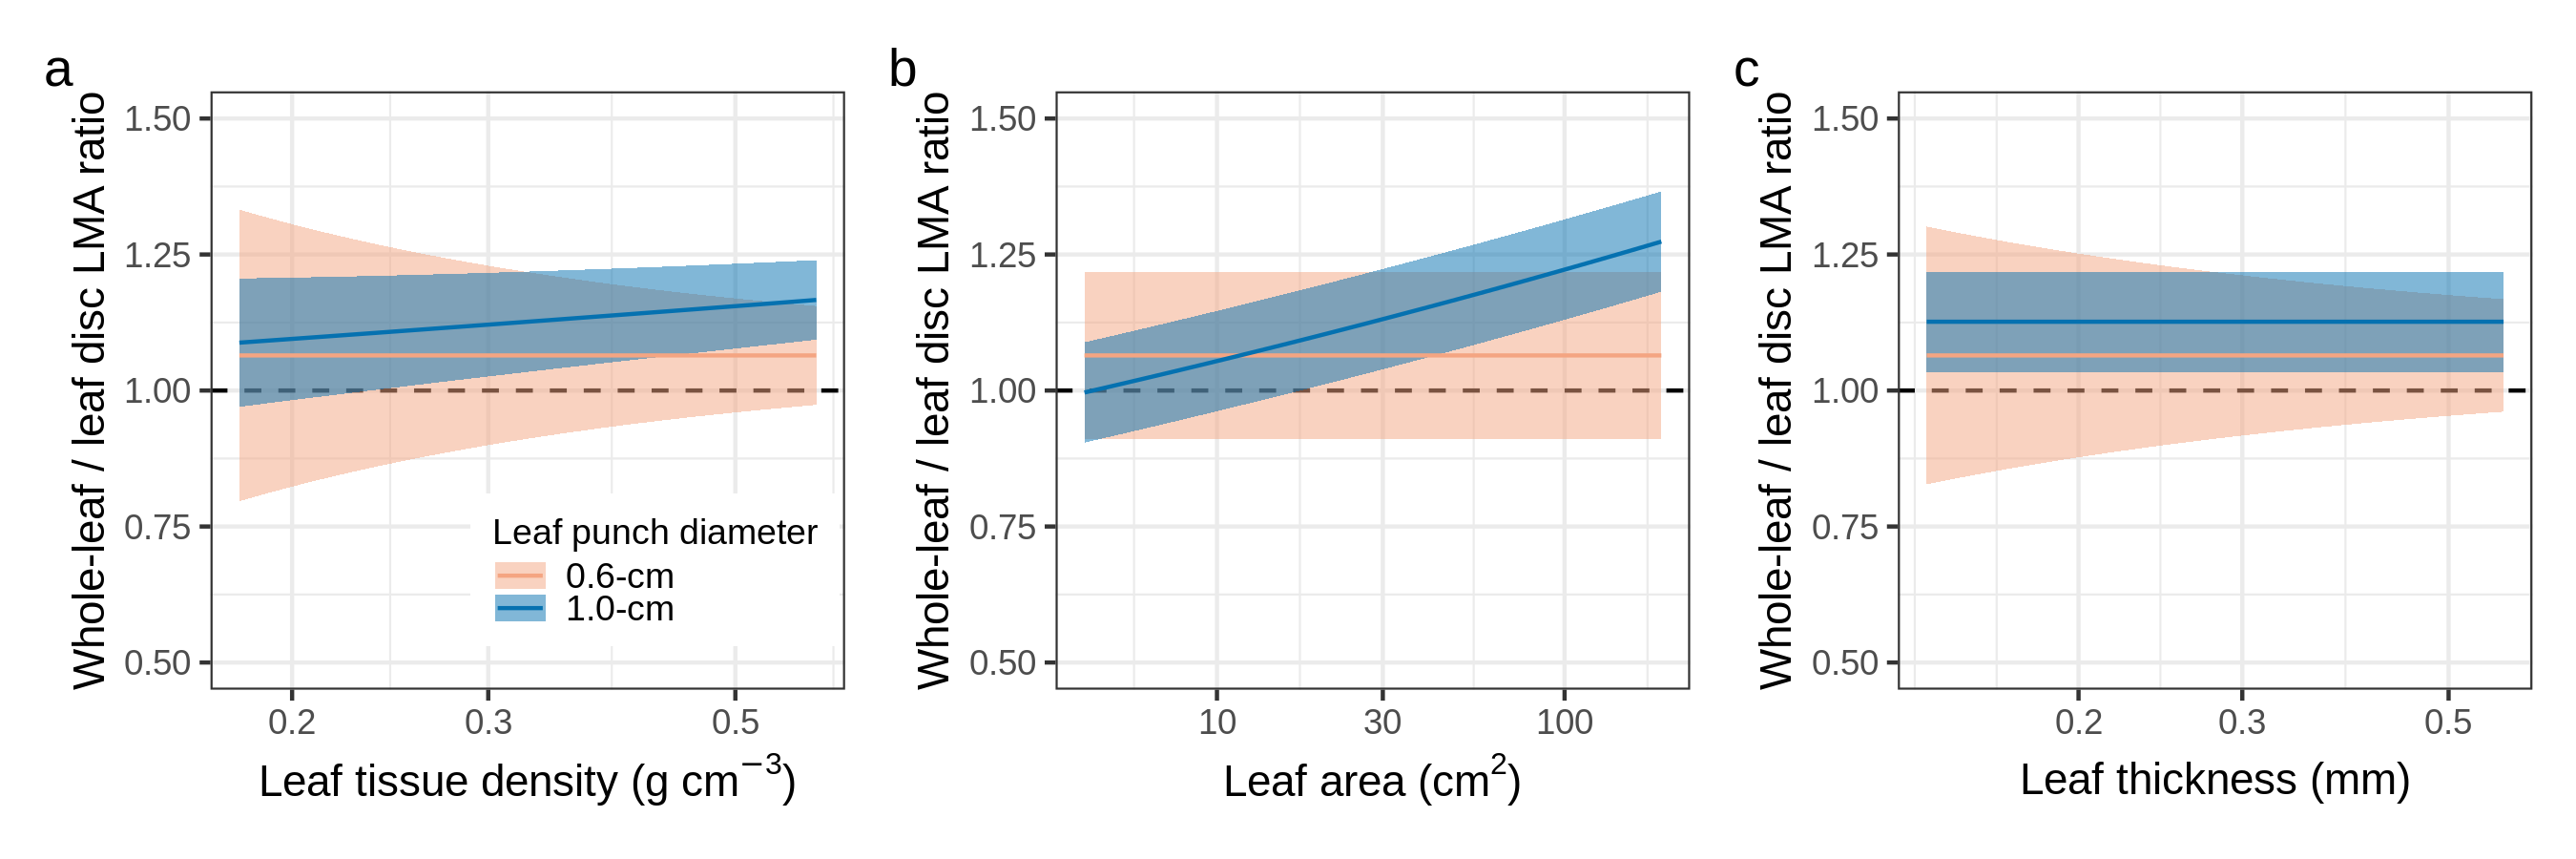 a
Whole-leaf / leaf disc LMA ratio
1.50
1.25
1.00
0.75
0.50
Leaf punch diameter
0.6-cm
1.0-cm
0.2 0.3 0.5
Leaf tissue density (g cm⁻³)
b
Whole-leaf / leaf disc LMA ratio
1.50
1.25
1.00
0.75
0.50
10 30 100
Leaf area (cm²)
c
Whole-leaf / leaf disc LMA ratio
1.50
1.25
1.00
0.75
0.50
0.2 0.3 0.5
Leaf thickness (mm)